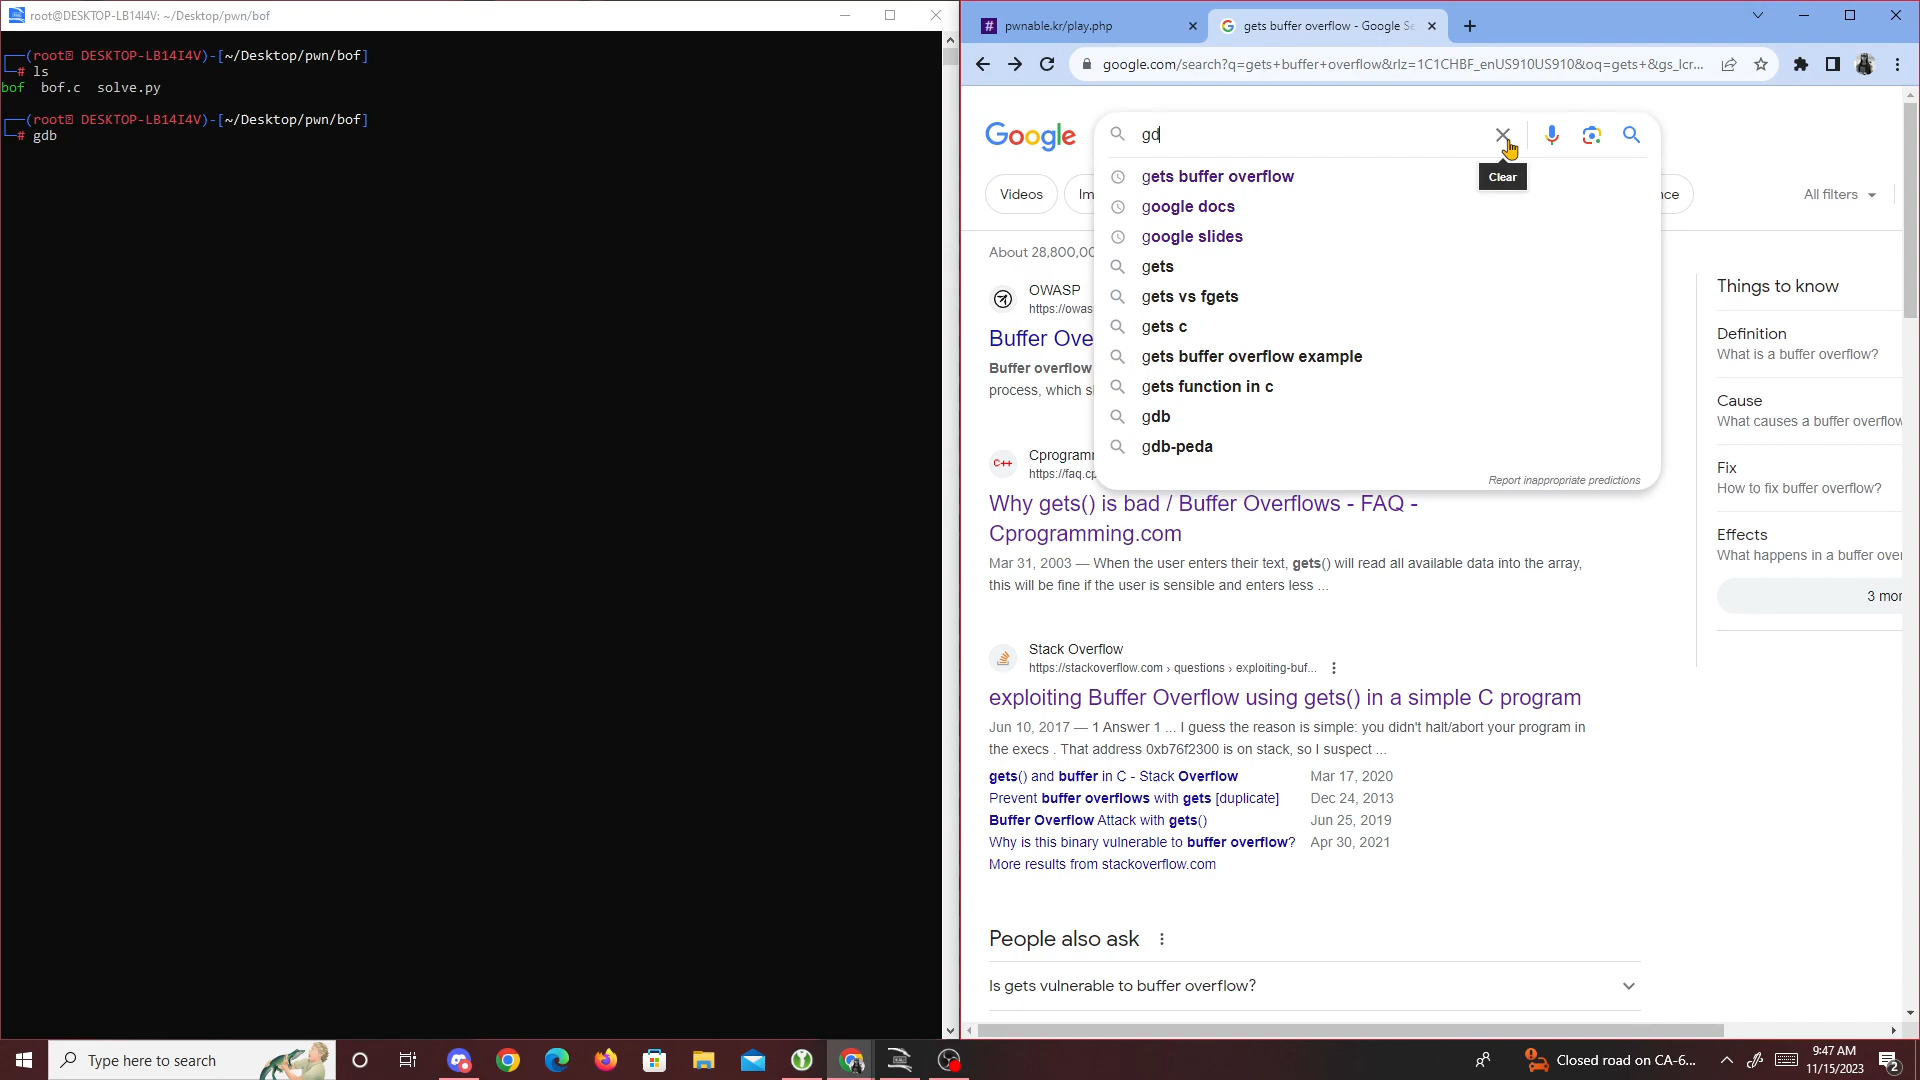 root@DESKTOP-LB14I4V: ~/Desktop/pwn/bof
(root DESKTOP-LB14I4V)-[~/Desktop/pwn/bof]
# ls
bof bof.c solve.py
(root DESKTOP-LB14I4V)-[~/Desktop/pwn/bof]
# gdb
pwnable.kr/play.php
gets buffer overflow - Google Se
google.com/search?q=gets+buffer+overflow&rlz=1C1CHBF_enUS910US910&oq=gets+&gs_lcr...
Google
gd
Clear
gets buffer overflow
google docs
google slides
gets
gets vs fgets
gets c
gets buffer overflow example
gets function in c
gdb
gdb-peda
Report inappropriate predictions
Videos
Im
nce
All filters
About 28,800,00
OWASP
https://owas
Buffer Ove
Buffer overflow
process, which s
C++
Cprogramm
https://faq.cp
Why gets() is bad / Buffer Overflows - FAQ -
Cprogramming.com
Mar 31, 2003 — When the user enters their text, gets() will read all available data into the array,
this will be fine if the user is sensible and enters less ...
Stack Overflow
https://stackoverflow.com › questions › exploiting-buf...
exploiting Buffer Overflow using gets() in a simple C program
Jun 10, 2017 — 1 Answer 1 ... I guess the reason is simple: you didn't halt/abort your program in
the execs . That address 0xb76f2300 is on stack, so I suspect ...
gets() and buffer in C - Stack Overflow Mar 17, 2020
Prevent buffer overflows with gets [duplicate] Dec 24, 2013
Buffer Overflow Attack with gets() Jun 25, 2019
Why is this binary vulnerable to buffer overflow? Apr 30, 2021
More results from stackoverflow.com
People also ask
Is gets vulnerable to buffer overflow?
Things to know
Definition
What is a buffer overflow?
Cause
What causes a buffer overflow
Fix
How to fix buffer overflow?
Effects
What happens in a buffer over
3 mor
Type here to search
Closed road on CA-6...
9:47 AM
11/15/2023
2